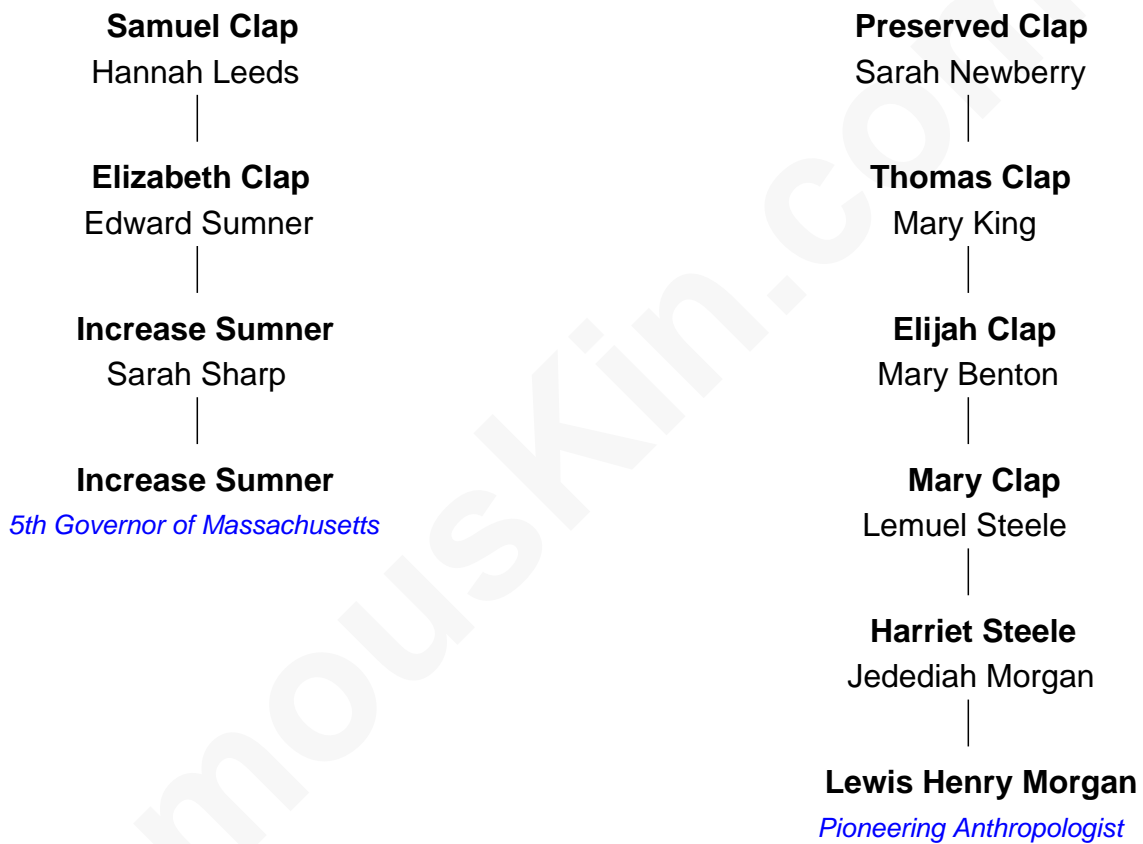 Samuel Clap
Hannah Leeds
Elizabeth Clap
Edward Sumner
Increase Sumner
Sarah Sharp
Increase Sumner
5th Governor of Massachusetts
Preserved Clap
Sarah Newberry
Thomas Clap
Mary King
Elijah Clap
Mary Benton
Mary Clap
Lemuel Steele
Harriet Steele
Jedediah Morgan
Lewis Henry Morgan
Pioneering Anthropologist
mouskin.com